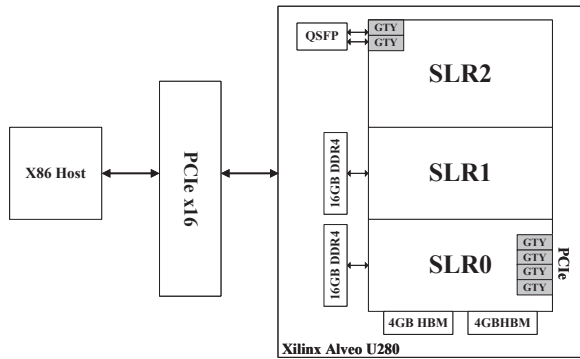 GTY
QSFP
GTY
SLR2
X86 Host
PCIe x16
16GB DDR4
SLR1
16GB DDR4
SLR0
GTY
GTY
GTY
GTY
PCIe
4GB HBM
4GBHBM
Xilinx Alveo U280